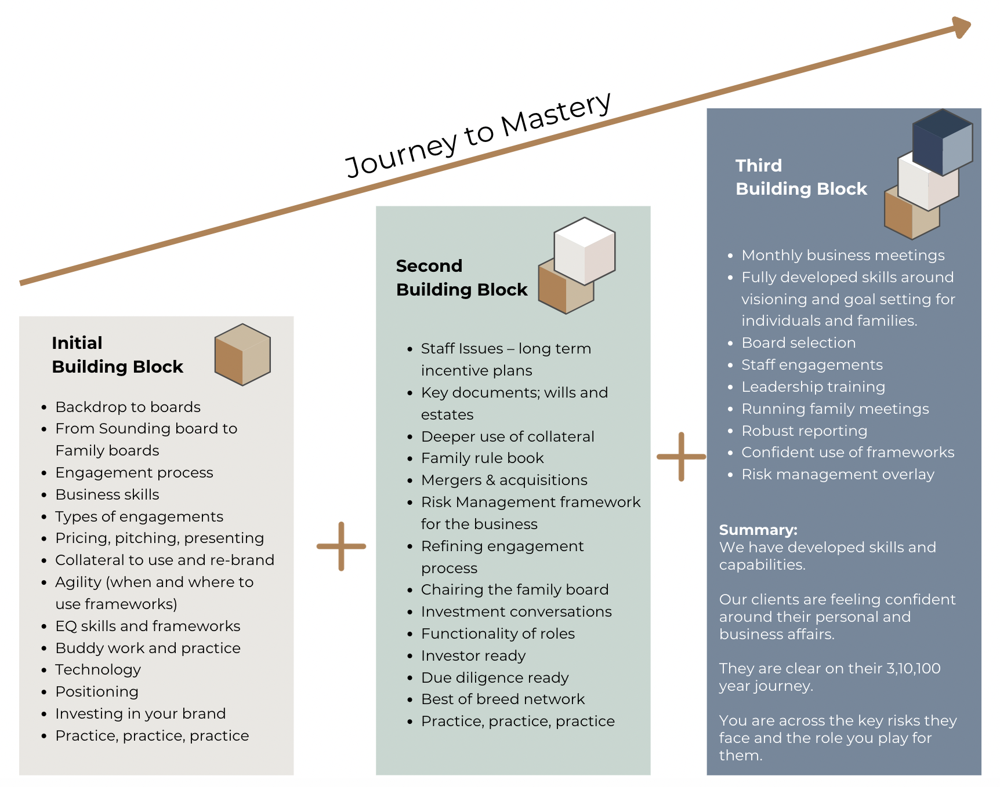 Journey to Mastery
Initial
Building Block
• Backdrop to boards
• From Sounding board to
Family boards
• Engagement process
• Business skills
• Types of engagements
• Pricing, pitching, presenting
• Collateral to use and re-brand
• Agility (when and where to
use frameworks)
• EQ skills and frameworks
• Buddy work and practice
• Technology
• Positioning
• Investing in your brand
• Practice, practice, practice
Second
Building Block
• Staff Issues – long term
incentive plans
• Key documents; wills and
estates
• Deeper use of collateral
• Family rule book
• Mergers & acquisitions
• Risk Management framework
for the business
• Refining engagement
process
• Chairing the family board
• Investment conversations
• Functionality of roles
• Investor ready
• Due diligence ready
• Best of breed network
• Practice, practice, practice
Third
Building Block
• Monthly business meetings
• Fully developed skills around
visioning and goal setting for
individuals and families.
• Board selection
• Staff engagements
• Leadership training
• Running family meetings
• Robust reporting
• Confident use of frameworks
• Risk management overlay
Summary:
We have developed skills and
capabilities.
Our clients are feeling confident
around their personal and
business affairs.
They are clear on their 3,10,100
year journey.
You are across the key risks they
face and the role you play for
them.